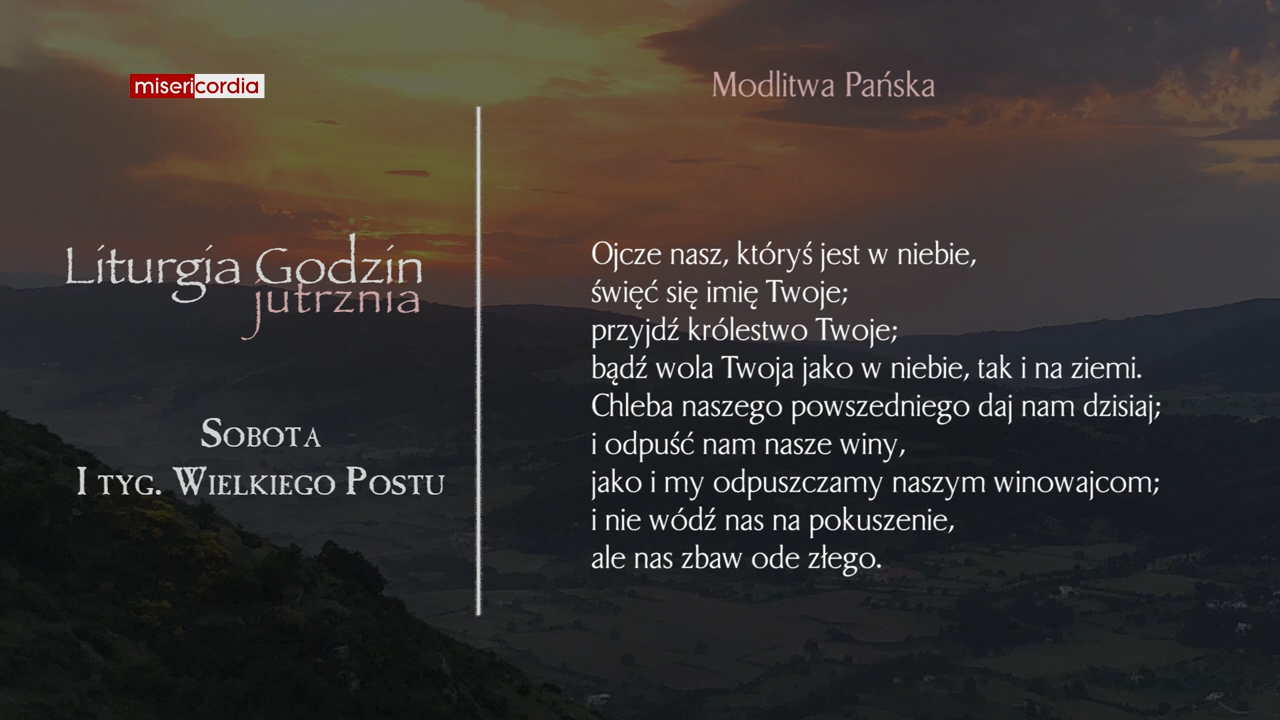 misericordia
Liturgia Godzin
jutrznia
Sobota
I tyg. Wielkiego Postu
Modlitwa Pańska
Ojcze nasz, któryś jest w niebie,
święć się imię Twoje;
przyjdź królestwo Twoje;
bądź wola Twoja jako w niebie, tak i na ziemi.
Chleba naszego powszedniego daj nam dzisiaj;
i odpuść nam nasze winy,
jako i my odpuszczamy naszym winowajcom;
i nie wódź nas na pokuszenie,
ale nas zbaw ode złego.